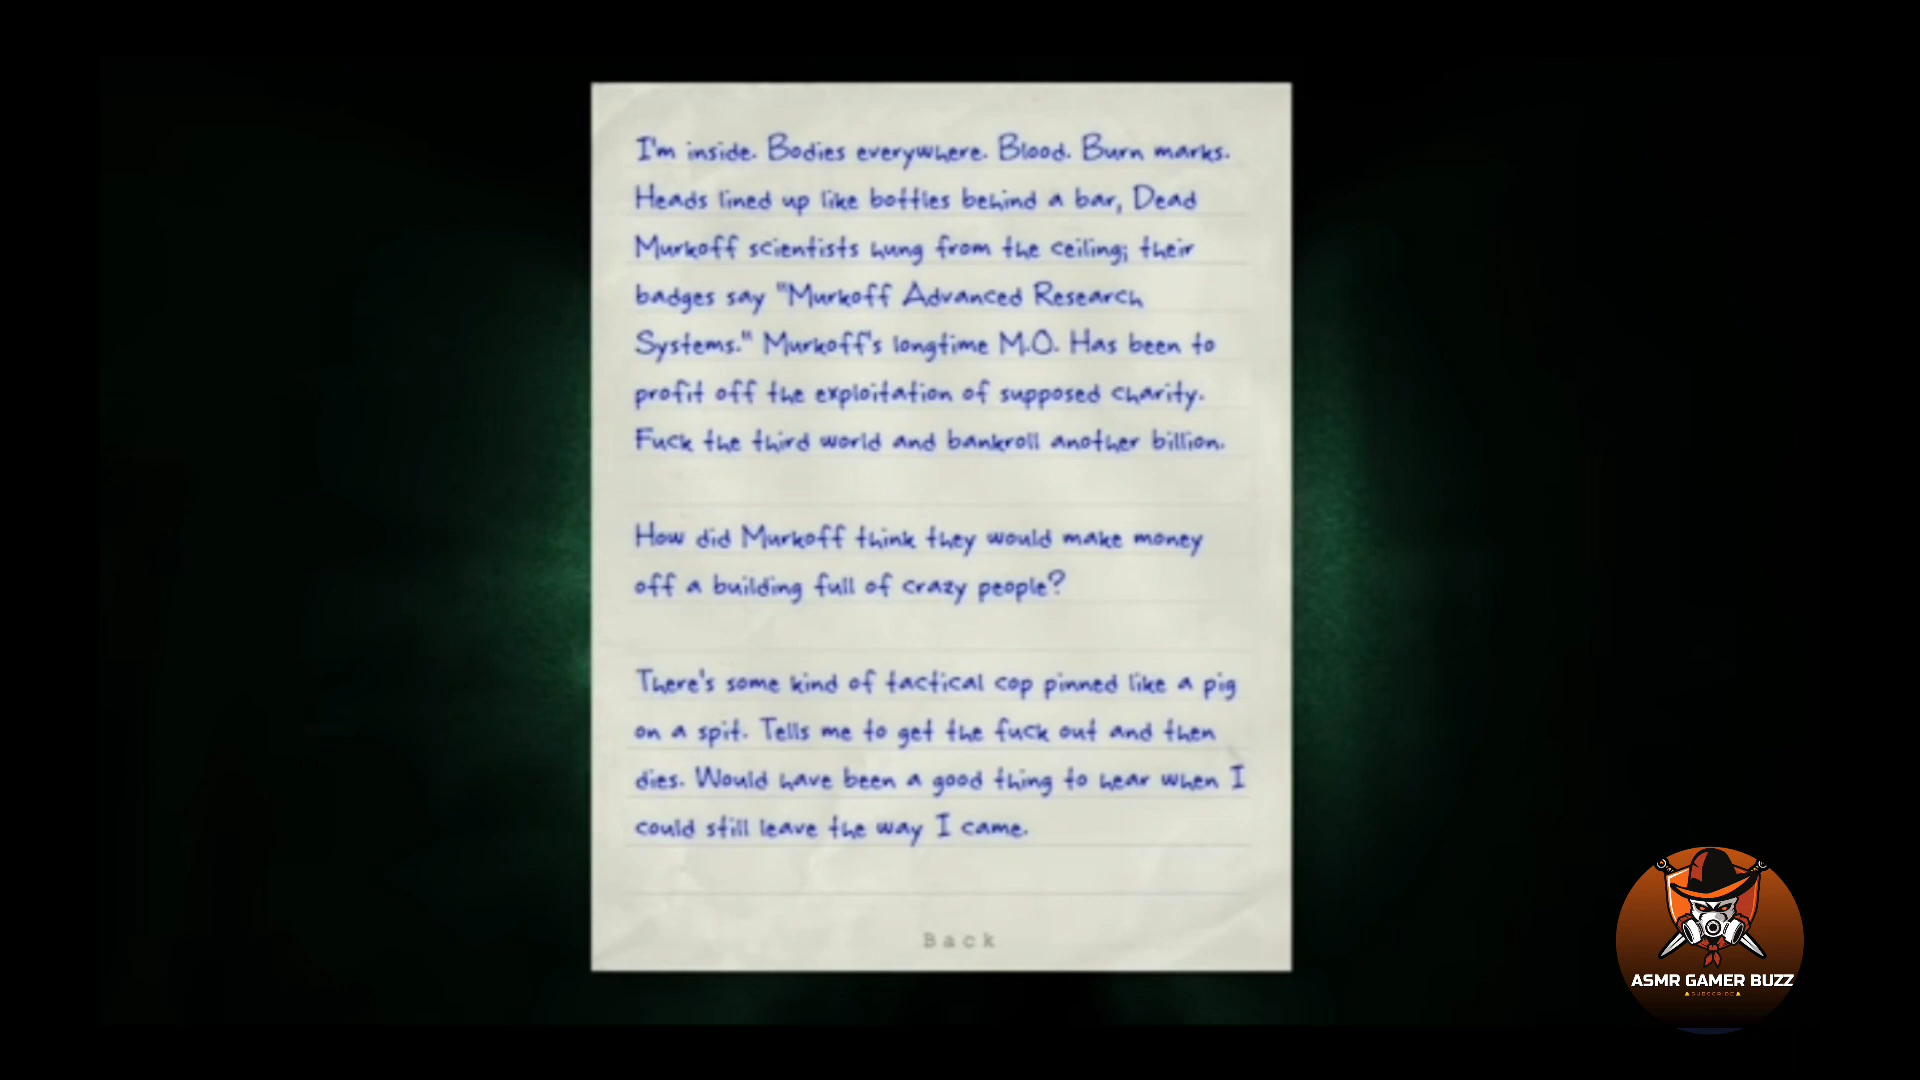 I'm inside. Bodies everywhere. Blood. Burn marks.
Heads lined up like bottles behind a bar, Dead
Murkoff scientists hung from the ceiling; their
badges say "Murkoff Advanced Research
Systems." Murkoff's longtime M.O. Has been to
profit off the exploitation of supposed charity.
Fuck the third world and bankroll another billion.
How did Murkoff think they would make money
off a building full of crazy people?
There's some kind of tactical cop pinned like a pig
on a spit. Tells me to get the fuck out and then
dies. Would have been a good thing to hear when I
could still leave the way I came.
Back
ASMR GAMER BUZZ
SUBSCRIBE